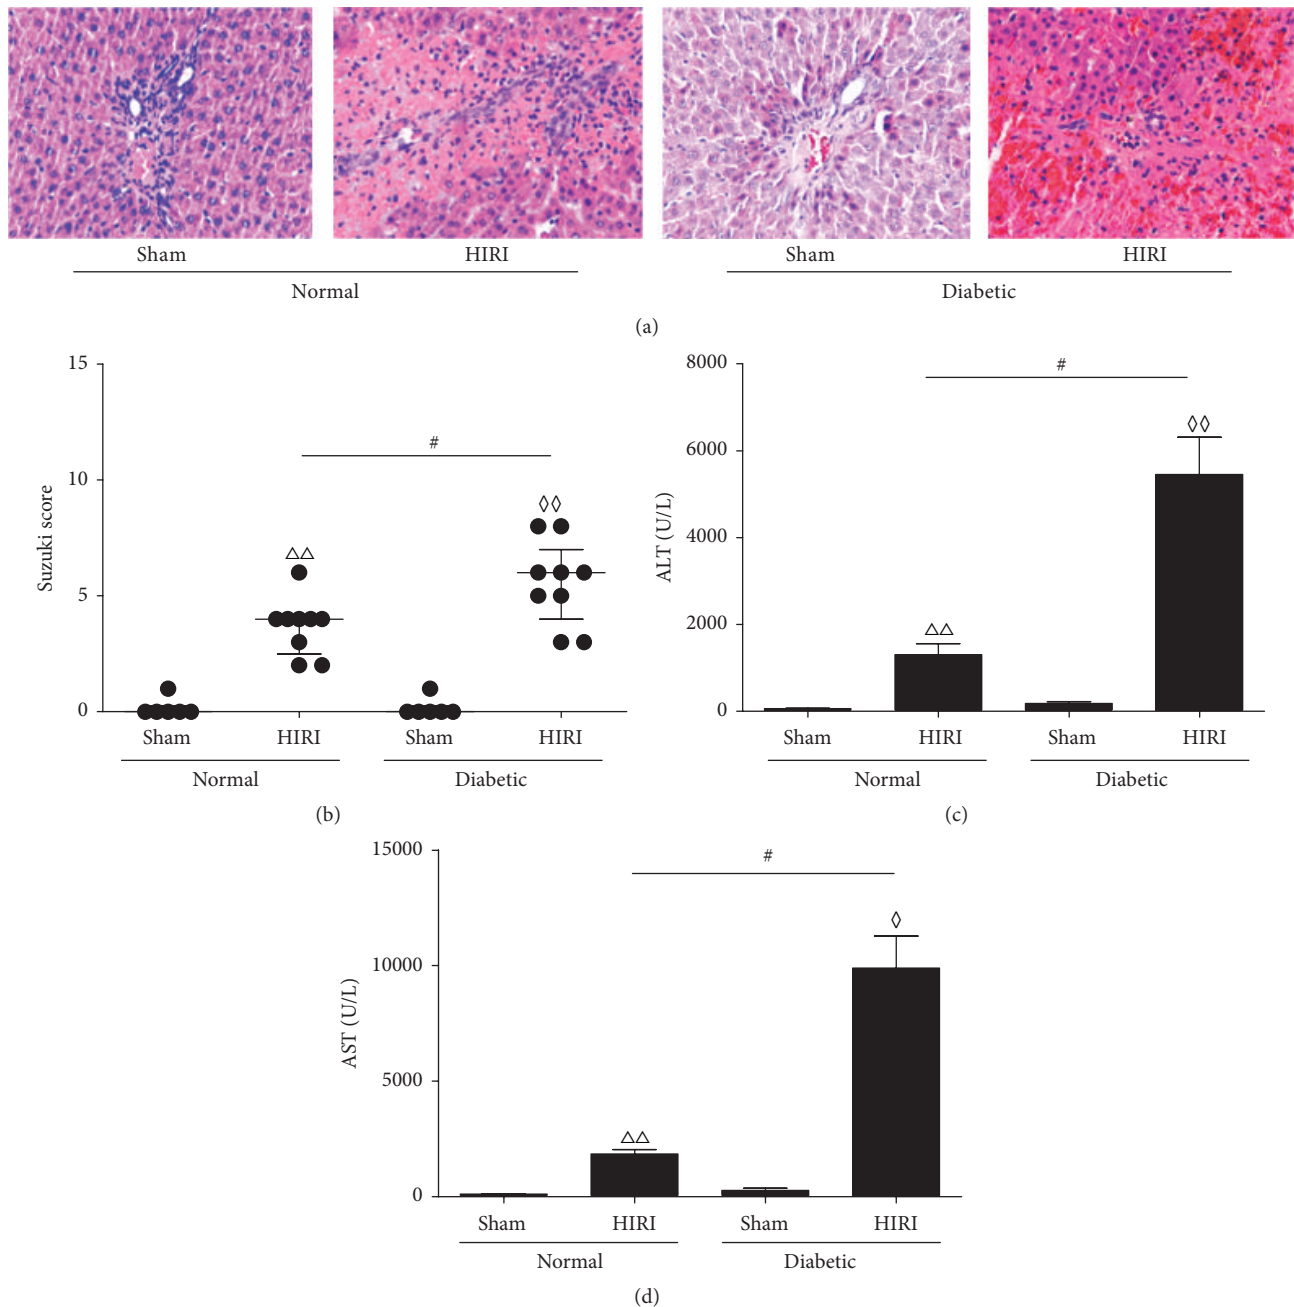 Sham HIRI Sham HIRI
Normal Diabetic
(a)
15
10
5
0
Suzuki score
#
△△
◊◊
Sham HIRI Sham HIRI
Normal Diabetic
(b)
8000
6000
4000
2000
0
ALT (U/L)
#
△△
◊◊
Sham HIRI Sham HIRI
Normal Diabetic
(c)
15000
10000
5000
0
AST (U/L)
#
△△
◊
Sham HIRI Sham HIRI
Normal Diabetic
(d)